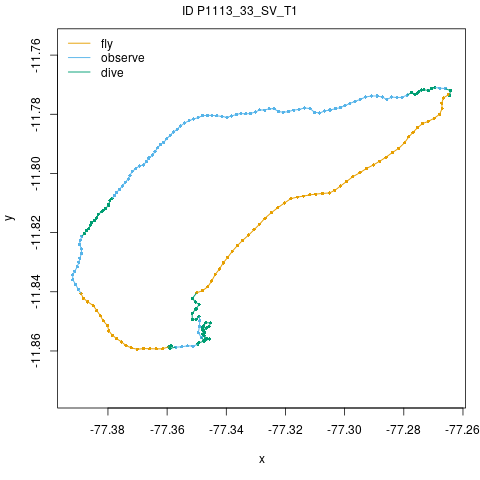 ID P1113_33_SV_T1
fly
observe
dive
-11.76
-11.78
-11.80
-11.82
-11.84
-11.86
y
-77.38 -77.36 -77.34 -77.32 -77.30 -77.28 -77.26
x